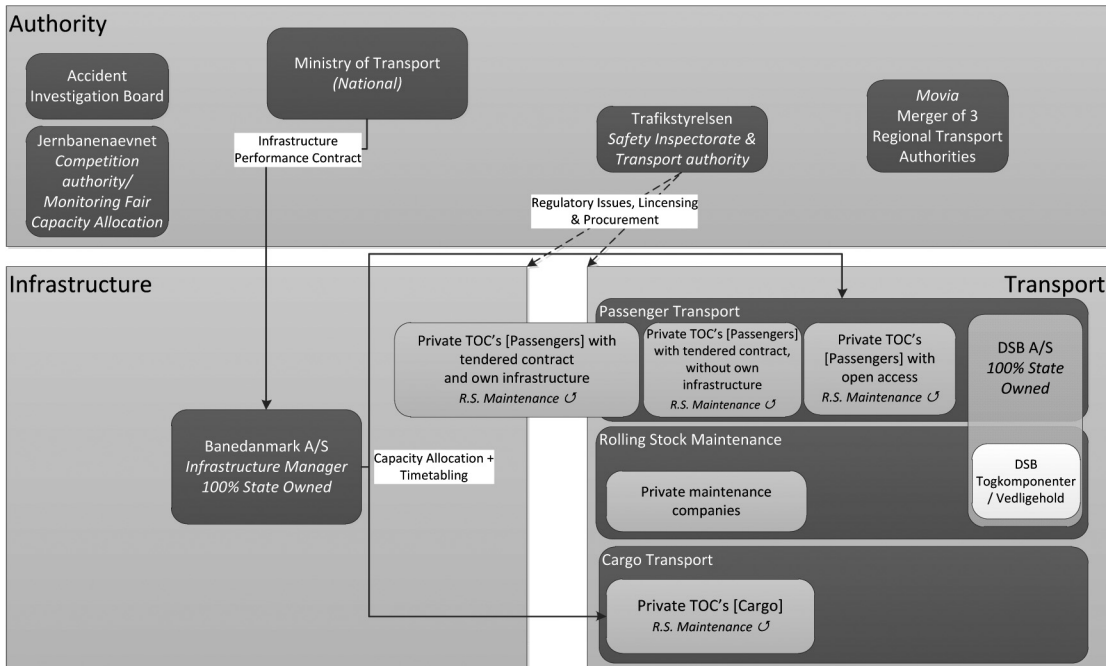 Authority
Accident
Investigation Board
Jernbanenaevnet
Competition
authority/
Monitoring Fair
Capacity Allocation
Ministry of Transport
(National)
Infrastructure
Performance Contract
Trafikstyrelsen
Safety Inspectorate &
Transport authority
Movia
Merger of 3
Regional Transport
Authorities
Regulatory Issues, Lincensing
& Procurement
Infrastructure
Transport
Passenger Transport
Private TOC's [Passengers] with
tendered contract
and own infrastructure
R.S. Maintenance ↺
Private TOC's [Passengers]
with tendered contract,
without own
infrastructure
R.S. Maintenance ↺
Private TOC's
[Passengers] with
open access
R.S. Maintenance ↺
DSB A/S
100% State
Owned
Banedanmark A/S
Infrastructure Manager
100% State Owned
Capacity Allocation +
Timetabling
Rolling Stock Maintenance
Private maintenance
companies
DSB
Togkomponenter
/ Vedligehold
Cargo Transport
Private TOC's [Cargo]
R.S. Maintenance ↺